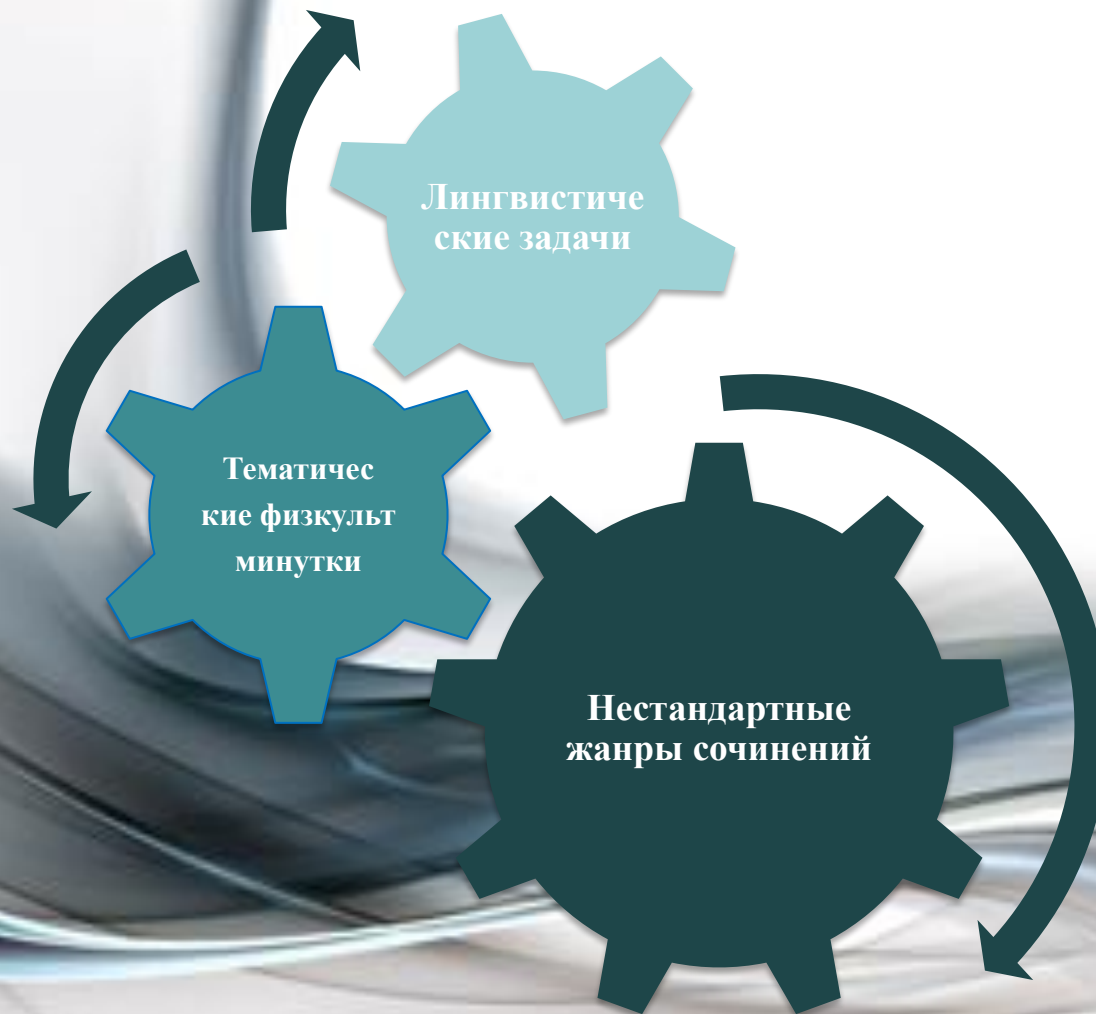 Лингвистиче
ские задачи
Тематичес
кие физкульт
минутки
Нестандартные
жанры сочинений